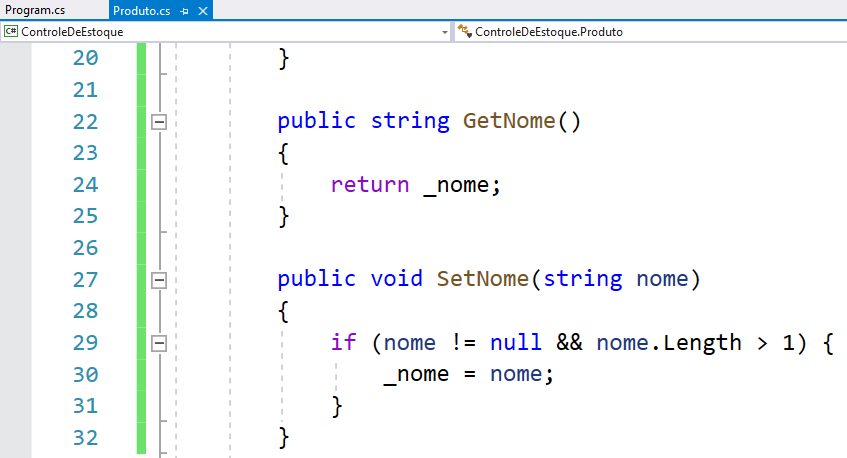 Program.cs Produto.cs
C# ControleDeEstoque ControleDeEstoque.Produto
20 }
21
22 public string GetNome()
23 {
24 return _nome;
25 }
26
27 public void SetNome(string nome)
28 {
29 if (nome != null && nome.Length > 1) {
30 _nome = nome;
31 }
32 }